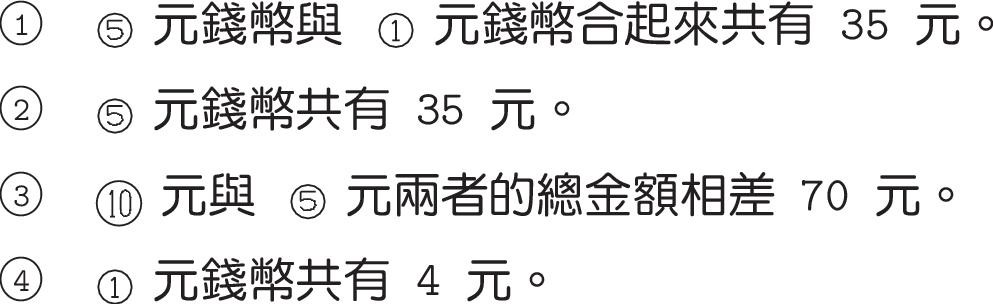 ① ⑤ 元錢幣與 ① 元錢幣合起來共有 35 元。
② ⑤ 元錢幣共有 35 元。
③ ⑩ 元與 ⑤ 元兩者的總金額相差 70 元。
④ ① 元錢幣共有 4 元。